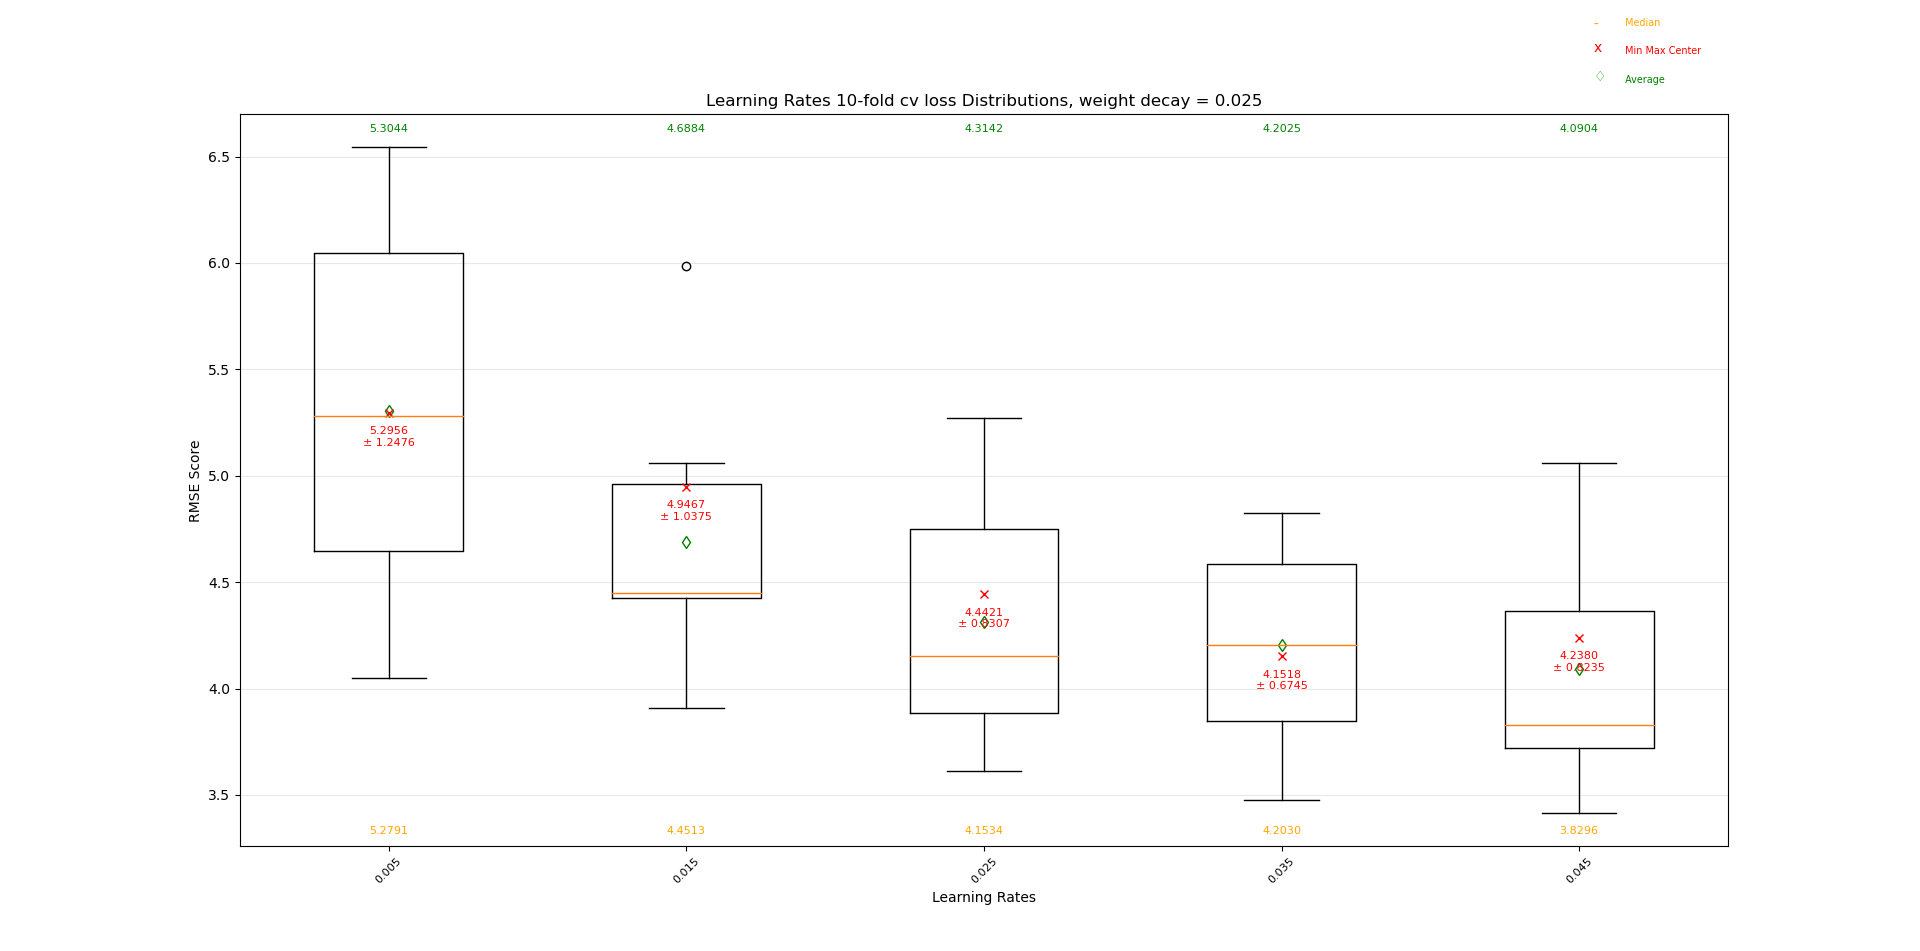 – Median
x Min Max Center
♢ Average
Learning Rates 10-fold cv loss Distributions, weight decay = 0.025
5.3044 4.6884 4.3142 4.2025 4.0904
6.5
6.0
5.5
5.0
4.5
4.0
3.5
RMSE Score
5.2956
± 1.2476
4.9467
± 1.0375
4.4421
± 0.8307
4.1518
± 0.6745
4.2380
± 0.8235
5.2791 4.4513 4.1534 4.2030 3.8296
0.005 0.015 0.025 0.035 0.045
Learning Rates